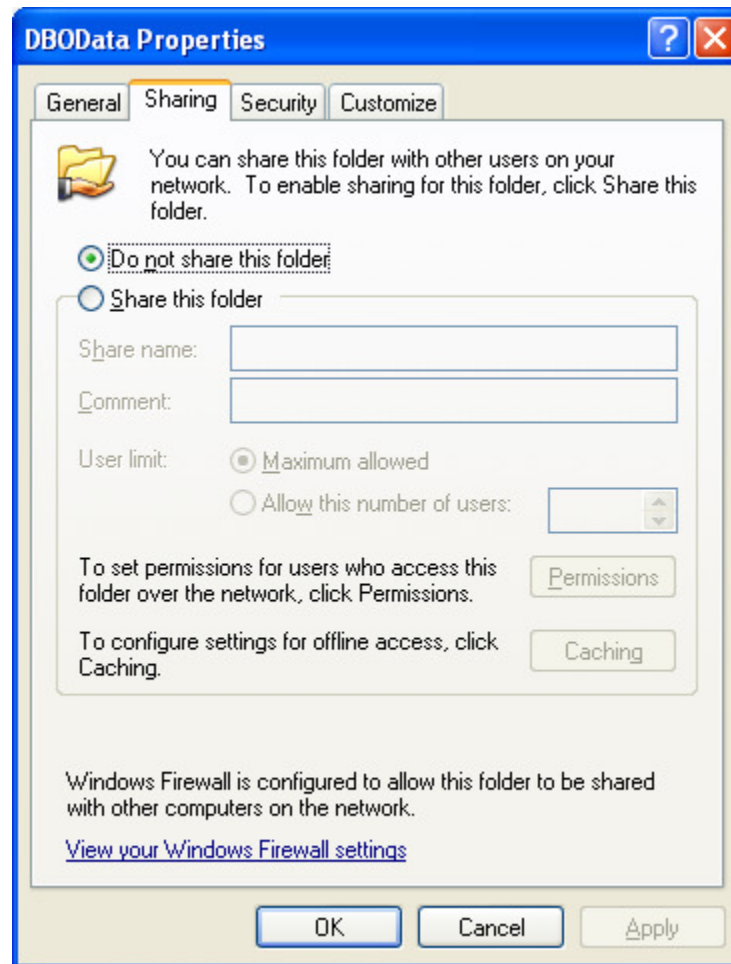 DBOData Properties
General Sharing Security Customize
You can share this folder with other users on your
network. To enable sharing for this folder, click Share this
folder.
Do not share this folder
Share this folder
Share name:
Comment:
User limit: Maximum allowed
Allow this number of users:
To set permissions for users who access this
folder over the network, click Permissions.
Permissions
To configure settings for offline access, click
Caching.
Caching
Windows Firewall is configured to allow this folder to be shared
with other computers on the network.
View your Windows Firewall settings
OK Cancel Apply